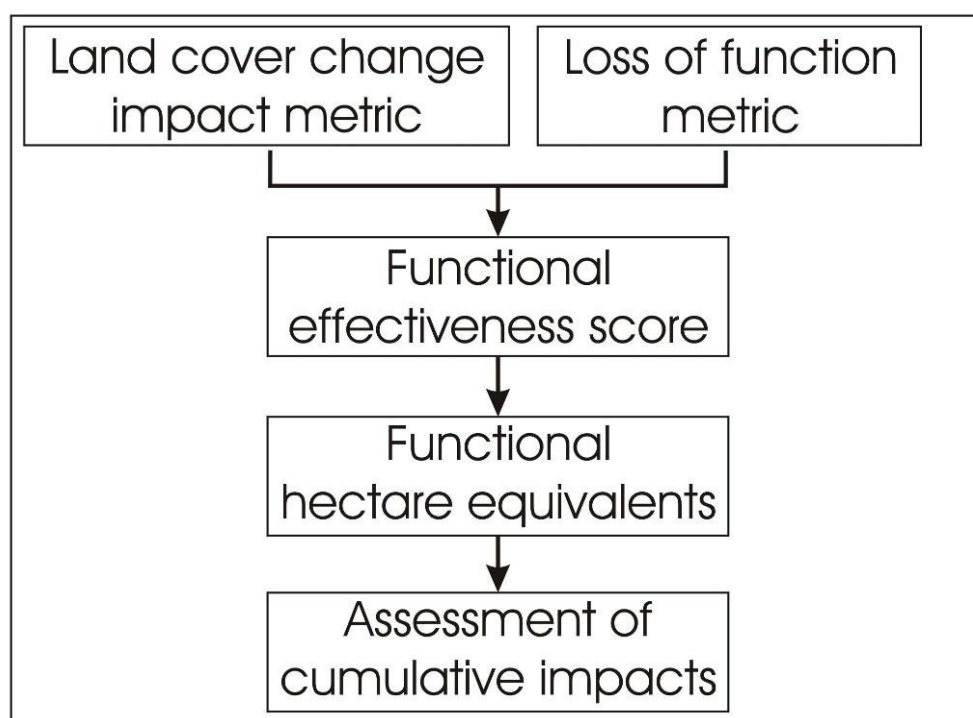 Land cover change
impact metric
Loss of function
metric
Functional
effectiveness score
Functional
hectare equivalents
Assessment of
cumulative impacts